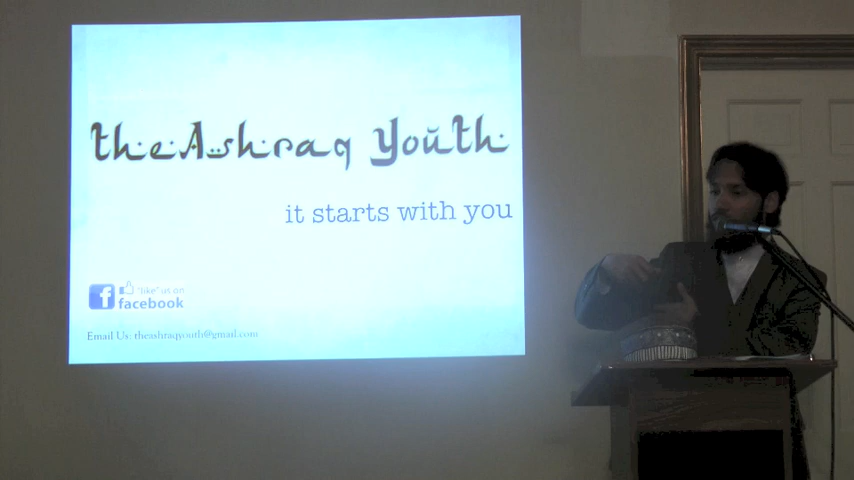 theAshraq Youth
it starts with you
"like" us on
facebook
Email Us: theashraqyouth@gmail.com